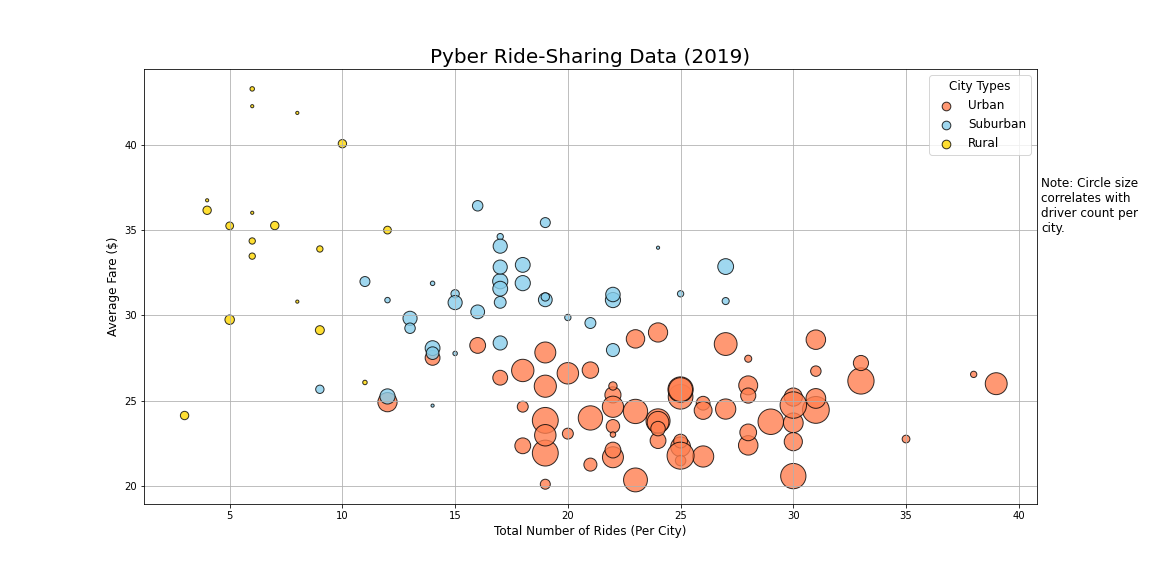 Pyber Ride-Sharing Data (2019)
City Types
Urban
Suburban
Rural
Note: Circle size
correlates with
driver count per
city.
Average Fare ($)
40
35
30
25
20
5 10 15 20 25 30 35 40
Total Number of Rides (Per City)